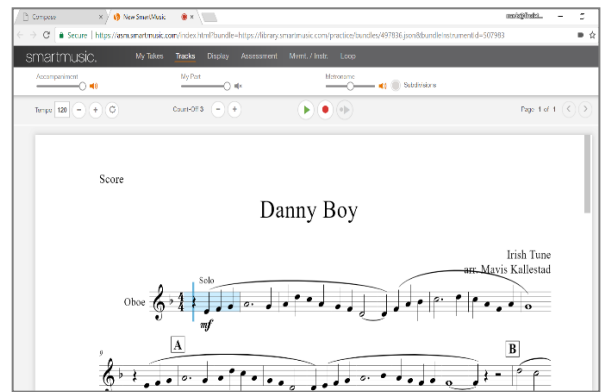 Compass
New SmartMusic
Secure | https://asm.smartmusic.com/index.html?bundle=https://library.smartmusic.com/practice/bundles/497836.json&bundleInstrumentId=507983
smartmusic. My Takes Tracks Display Assessment Mvmt. / Instr. Loop
Accompaniment My Part Metronome
Subdivisions
Tempo 120 Count-Off 3 Page 1 of 1
Score
Danny Boy
Irish Tune
arr. Mavis Kallestad
Solo
Oboe
mf
9 A B